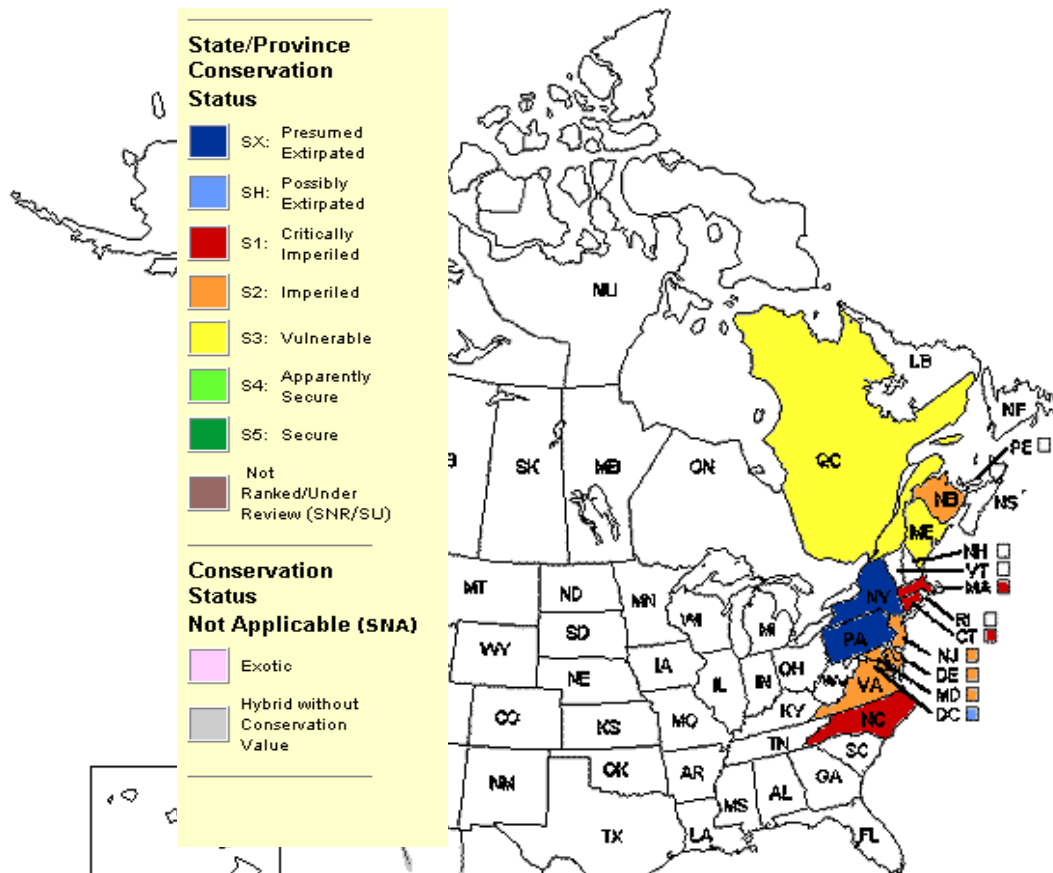 State/Province
Conservation
Status
SX: Presumed
Extirpated
SH: Possibly
Extirpated
S1: Critically
Imperiled
S2: Imperiled
S3: Vulnerable
S4: Apparently
Secure
S5: Secure
Not
Ranked/Under
Review (SNR/SU)
Conservation
Status
Not Applicable (SNA)
Exotic
Hybrid without
Conservation
Value
NU
LB
NF
PE
SK
MB
ON
QC
NB
NS
ME
NH
VT
MA
MT
ND
MN
NY
RI
CT
SD
WI
MI
PA
NJ
WY
IA
OH
DE
NE
IL
IN
WV
VA
MD
DC
CO
KS
MO
KY
NC
TN
SC
NM
OK
AR
MS
AL
GA
TX
LA
FL